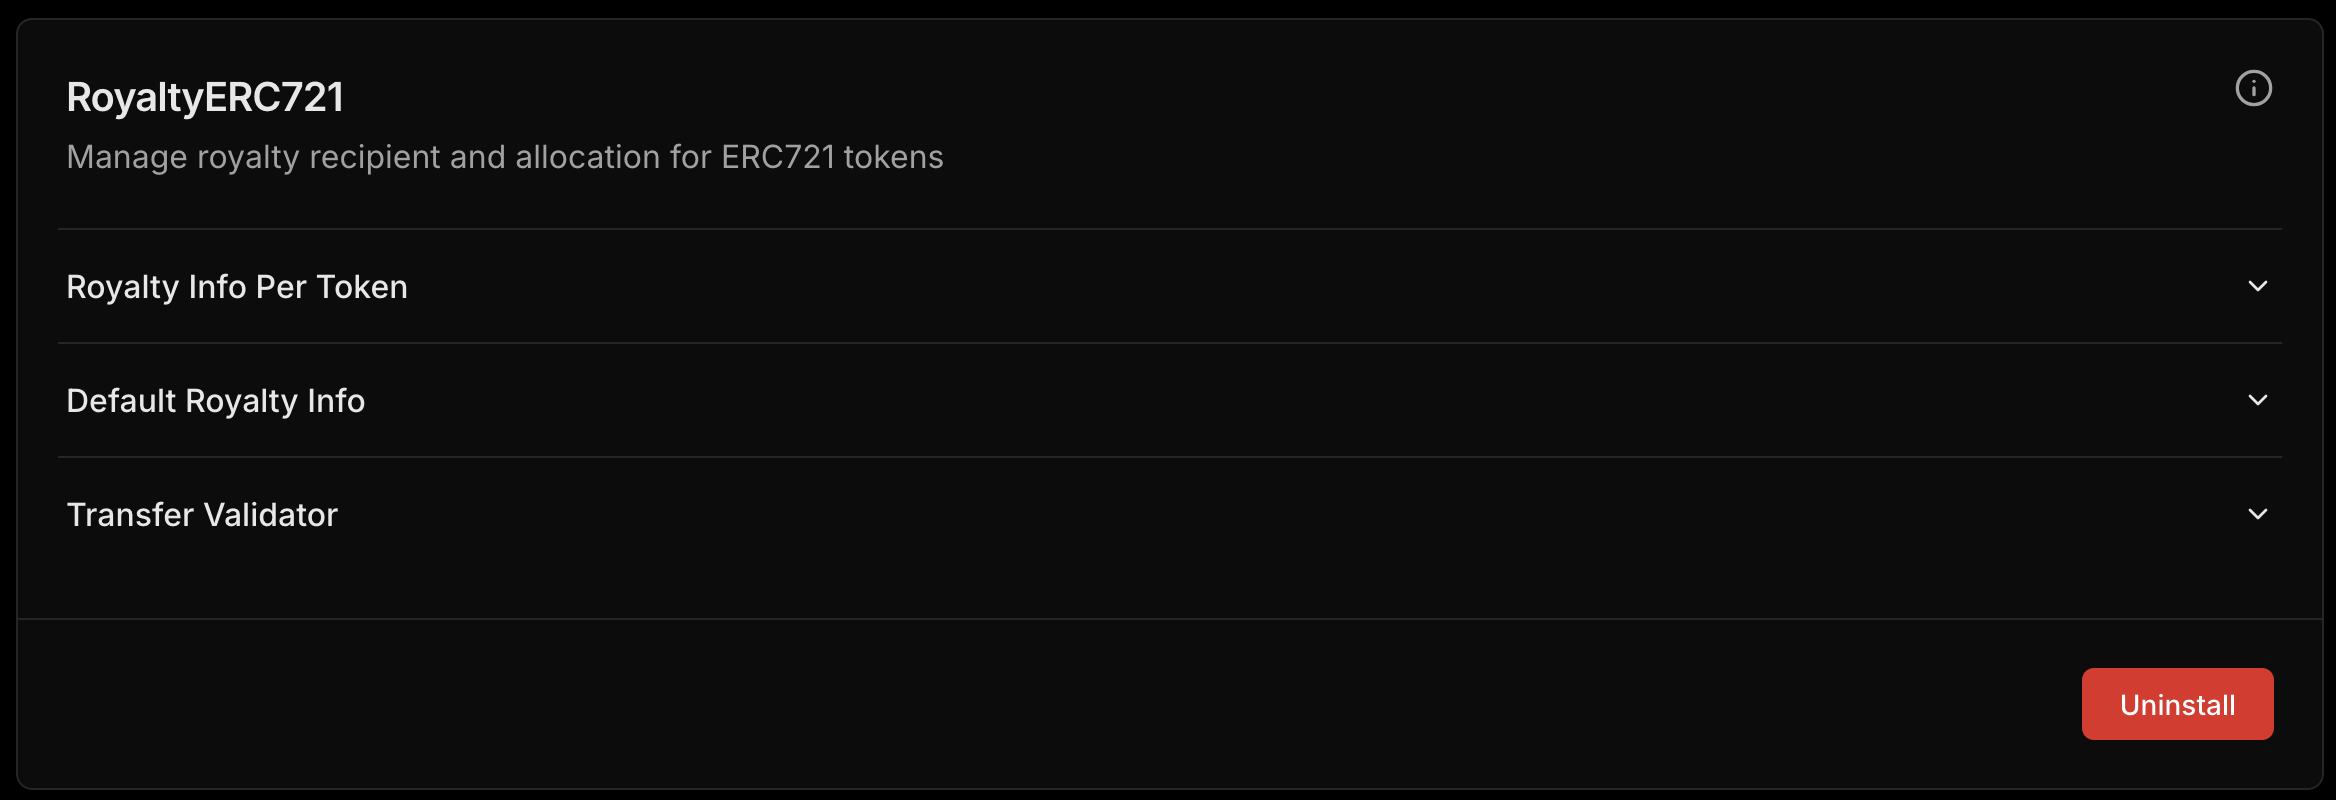 RoyaltyERC721
Manage royalty recipient and allocation for ERC721 tokens
Royalty Info Per Token
Default Royalty Info
Transfer Validator
Uninstall